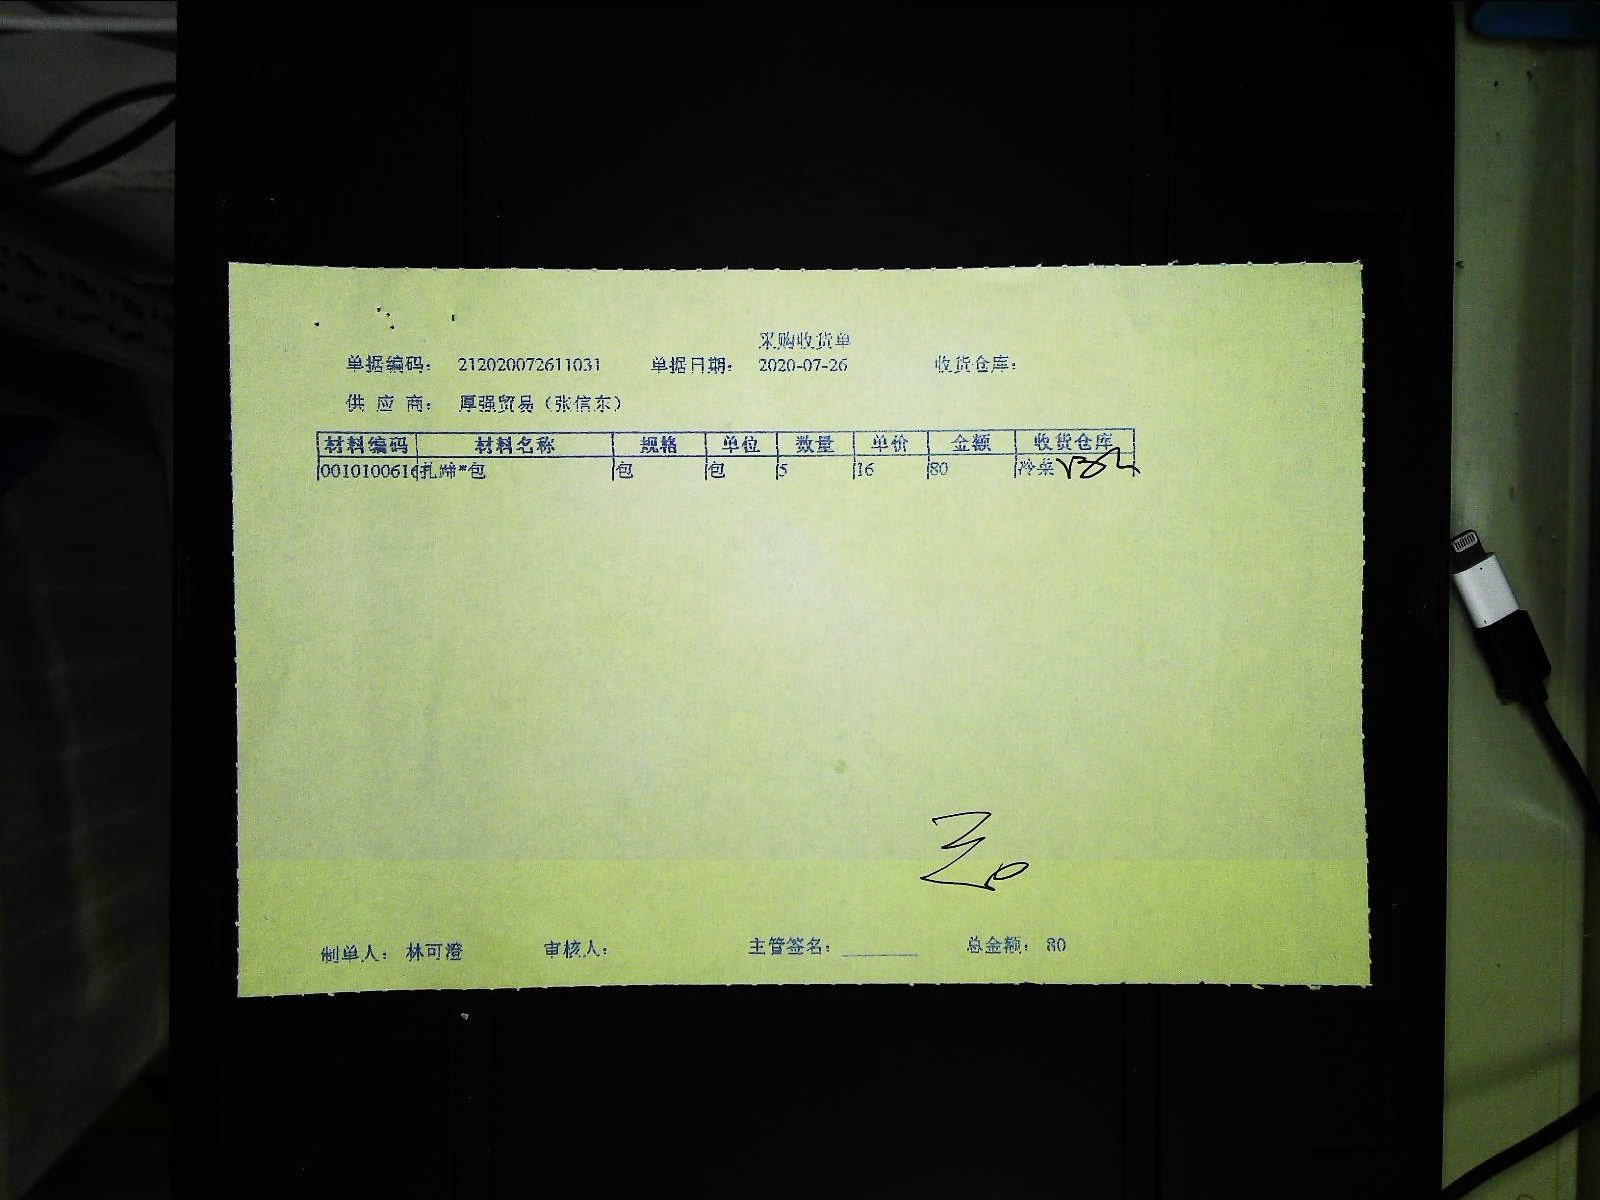 采购收货单
单据编码： 212020072611031 单据日期： 2020-07-26 收货仓库：
供 应 商： 厚强贸易（张信东）
材料编码 材料名称 规格 单位 数量 单价 金额 收货仓库
0010100616 扎蹄*包 包 包 5 16 80 冷菜
制单人： 林可澄 审核人： 主管签名：________ 总金额： 80